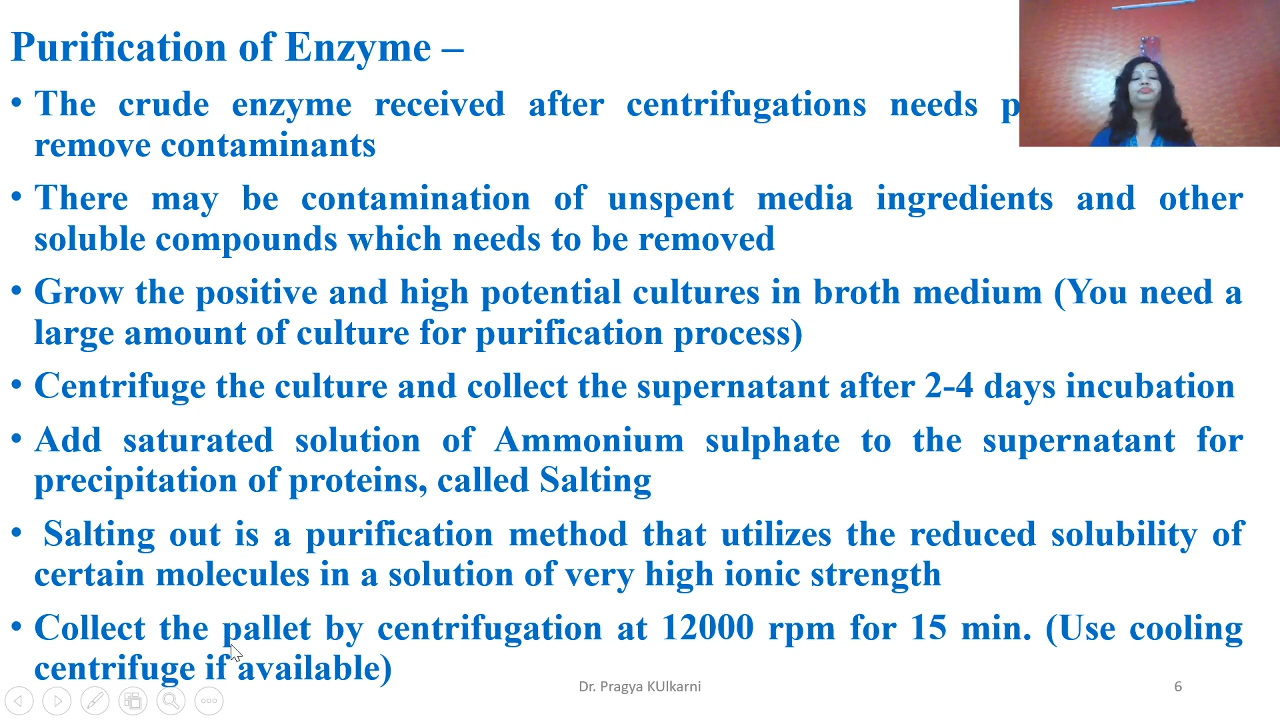 Purification of Enzyme –
• The crude enzyme received after centrifugations needs
remove contaminants
• There may be contamination of unspent media ingredients and other
soluble compounds which needs to be removed
• Grow the positive and high potential cultures in broth medium (You need a
large amount of culture for purification process)
• Centrifuge the culture and collect the supernatant after 2-4 days incubation
• Add saturated solution of Ammonium sulphate to the supernatant for
precipitation of proteins, called Salting
• Salting out is a purification method that utilizes the reduced solubility of
certain molecules in a solution of very high ionic strength
• Collect the pallet by centrifugation at 12000 rpm for 15 min. (Use cooling
centrifuge if available)
Dr. Pragya KUlkarni
6